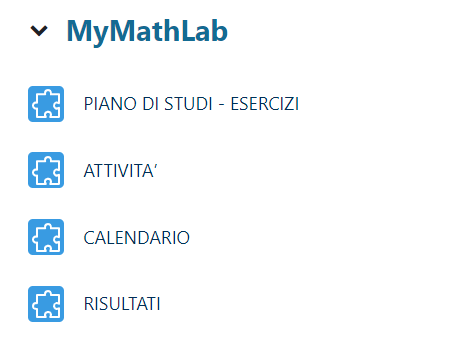 MyMathLab
PIANO DI STUDI - ESERCIZI
ATTIVITA’
CALENDARIO
RISULTATI